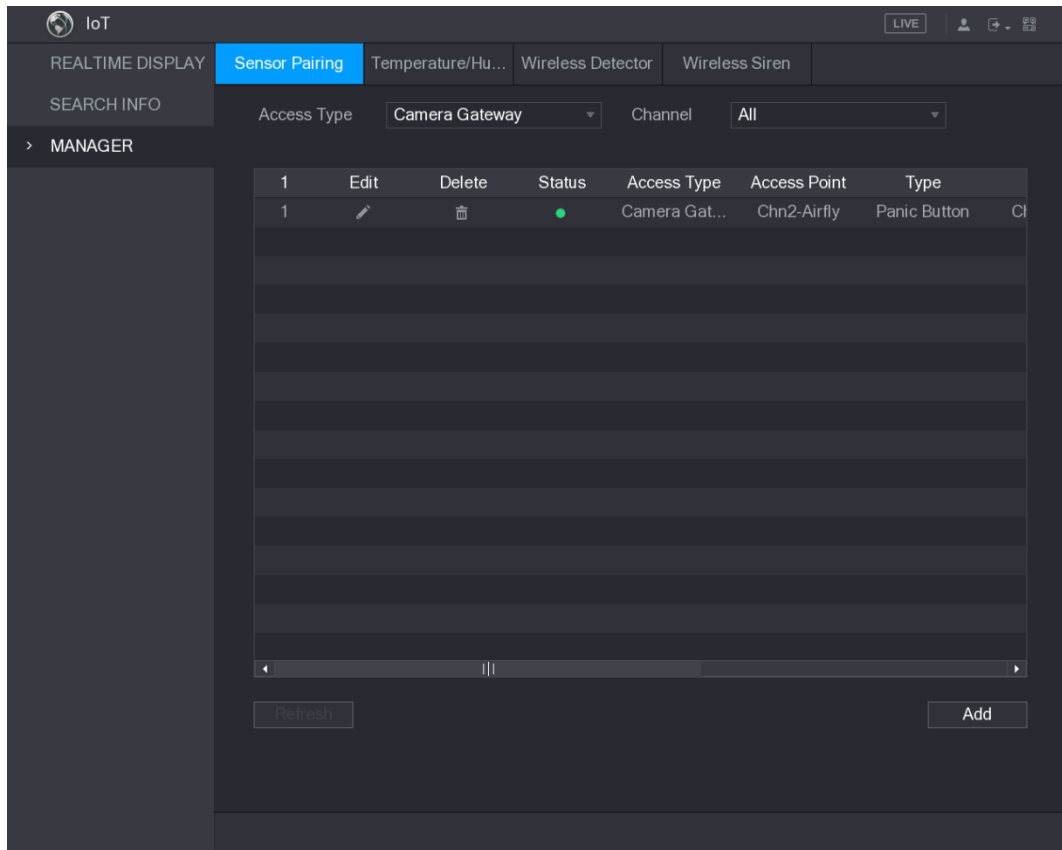 IoT LIVE
REALTIME DISPLAY
SEARCH INFO
MANAGER
Sensor Pairing Temperature/Hu... Wireless Detector Wireless Siren
Access Type Camera Gateway Channel All
1 Edit Delete Status Access Type Access Point Type
1 Camera Gat... Chn2-Airfly Panic Button Ch
Refresh Add